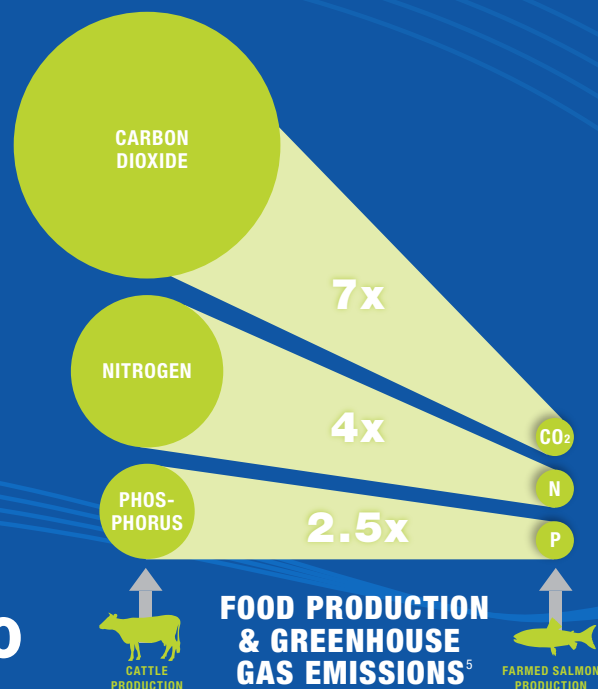 CARBON
DIOXIDE
7x
NITROGEN
4x
CO₂
N
PHOS-
PHORUS
2.5x
P
FOOD PRODUCTION
& GREENHOUSE
GAS EMISSIONS⁵
CATTLE
PRODUCTION
FARMED SALMON
PRODUCTION